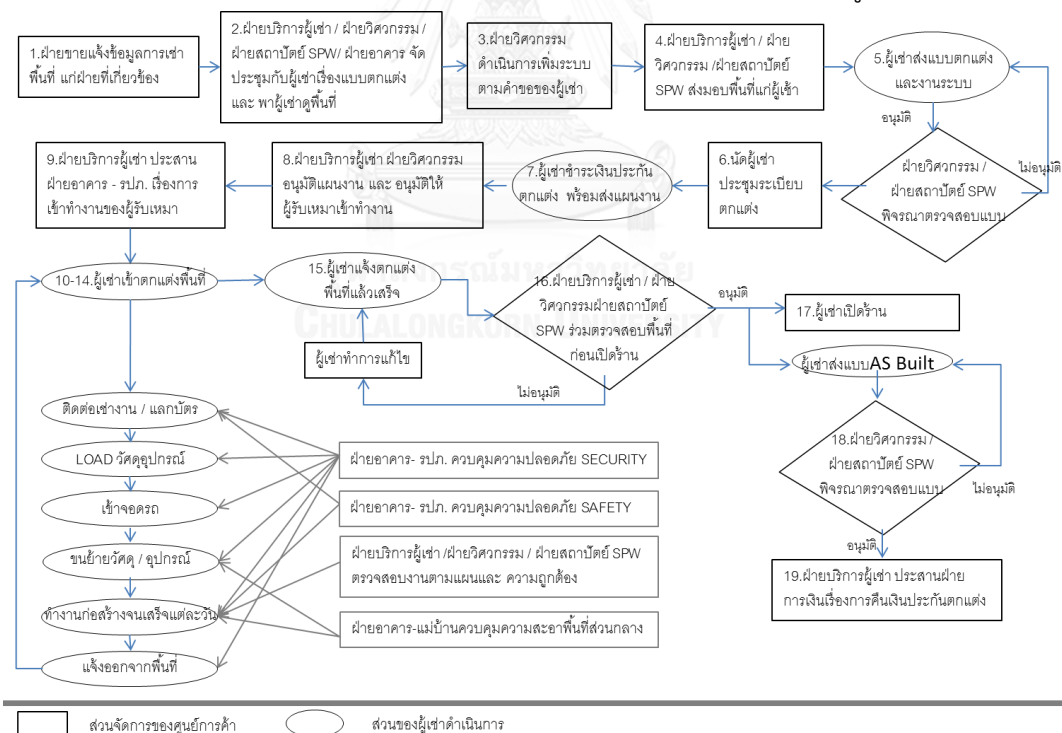 1.ฝ่ายขายแจ้งข้อมูลการเช่า
พื้นที่ แก่ฝ่ายที่เกี่ยวข้อง
2.ฝ่ายบริการผู้เช่า / ฝ่ายวิศวกรรม /
ฝ่ายสถาปัตย์ SPW/ ฝ่ายอาคาร จัด
ประชุมกับผู้เช่าเรื่องแบบตกแต่ง
และ พาผู้เช่าดูพื้นที่
3.ฝ่ายวิศวกรรม
ดำเนินการเพิ่มระบบ
ตามคำขอของผู้เช่า
4.ฝ่ายบริการผู้เช่า / ฝ่าย
วิศวกรรม /ฝ่ายสถาปัตย์
SPW ส่งมอบพื้นที่แก่ผู้เช้า
5.ผู้เช่าส่งแบบตกแต่ง
และงานระบบ
อนุมัติ
ฝ่ายวิศวกรรม /
ฝ่ายสถาปัตย์ SPW
พิจรณาตรวจสอบแบบ
ไม่อนุมัติ
6.นัดผู้เช่า
ประชุมระเบียบ
ตกแต่ง
7.ผู้เช่าชำระเงินประกัน
ตกแต่ง พร้อมส่งแผนงาน
8.ฝ่ายบริการผู้เช่า ฝ่ายวิศวกรรม
อนุมัติแผนงาน และ อนุมัติให้
ผู้รับเหมาเข้าทำงาน
9.ฝ่ายบริการผู้เช่า ประสาน
ฝ่ายอาคาร - รปภ. เรื่องการ
เข้าทำงานของผู้รับเหมา
10-14.ผู้เช่าเข้าตกแต่งพื้นที่
15.ผู้เช่าแจ้งตกแต่ง
พื้นที่แล้วเสร็จ
16.ฝ่ายบริการผู้เช่า / ฝ่าย
วิศวกรรมฝ่ายสถาปัตย์
SPW ร่วมตรวจสอบพื้นที่
ก่อนเปิดร้าน
อนุมัติ
17.ผู้เช่าเปิดร้าน
ผู้เช่าทำการแก้ไข
ไม่อนุมัติ
ผู้เช่าส่งแบบAS Built
CHULALONGKORN UNIVERSITY
ติดต่อเช่างาน / แลกบัตร
LOAD วัสดุอุปกรณ์
เข้าจอดรถ
ขนย้ายวัสดุ / อุปกรณ์
ทำงานก่อสร้างจนเสร็จแต่ละวัน
แจ้งออกจากพื้นที่
ฝ่ายอาคาร- รปภ. ควบคุมความปลอดภัย SECURITY
ฝ่ายอาคาร- รปภ. ควบคุมความปลอดภัย SAFETY
ฝ่ายบริการผู้เช่า /ฝ่ายวิศวกรรม / ฝ่ายสถาปัตย์ SPW
ตรวจสอบงานตามแผนและ ความถูกต้อง
ฝ่ายอาคาร-แม่บ้านควบคุมความสะอาพื้นที่ส่วนกลาง
18.ฝ่ายวิศวกรรม /
ฝ่ายสถาปัตย์ SPW
พิจรณาตรวจสอบแบบ
ไม่อนุมัติ
อนุมัติ
19.ฝ่ายบริการผู้เช่า ประสานฝ่าย
การเงินเรื่องการคืนเงินประกันตกแต่ง
ส่วนจัดการของศูนย์การค้า
ส่วนของผู้เช่าดำเนินการ